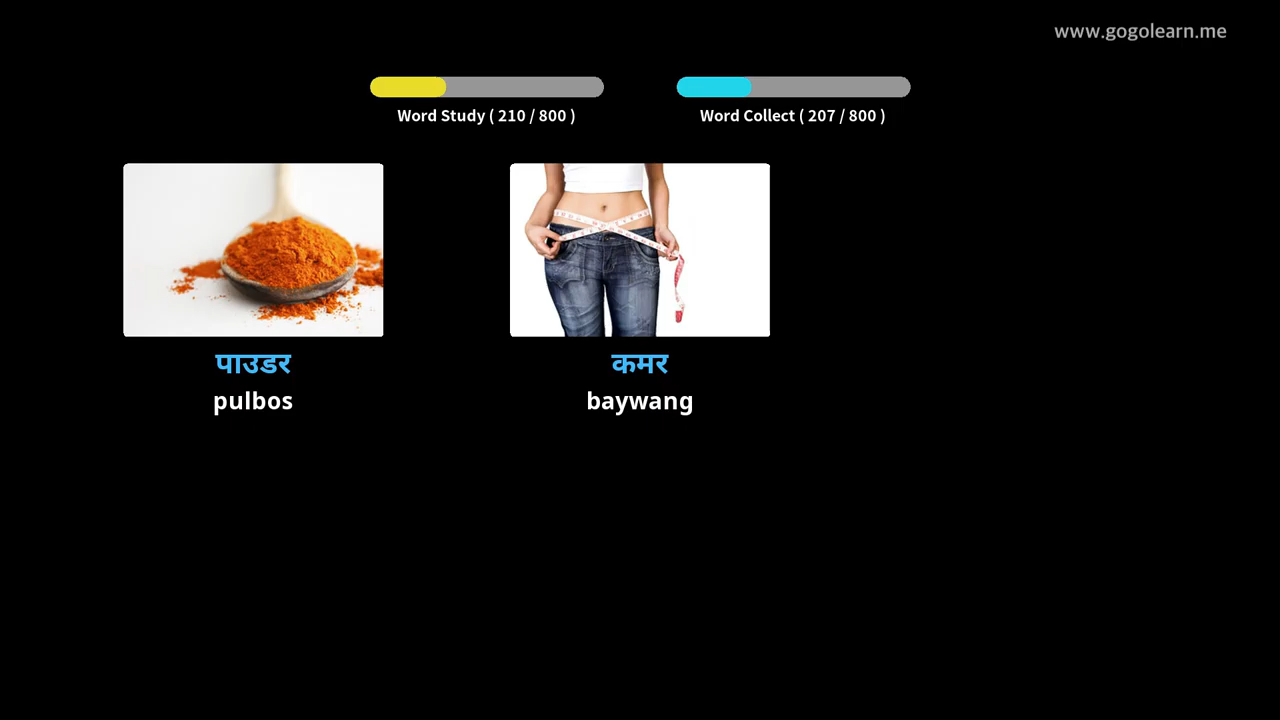 www.gogolearn.me
Word Study ( 210 / 800 )
Word Collect ( 207 / 800 )
पाउडर
pulbos
कमर
baywang